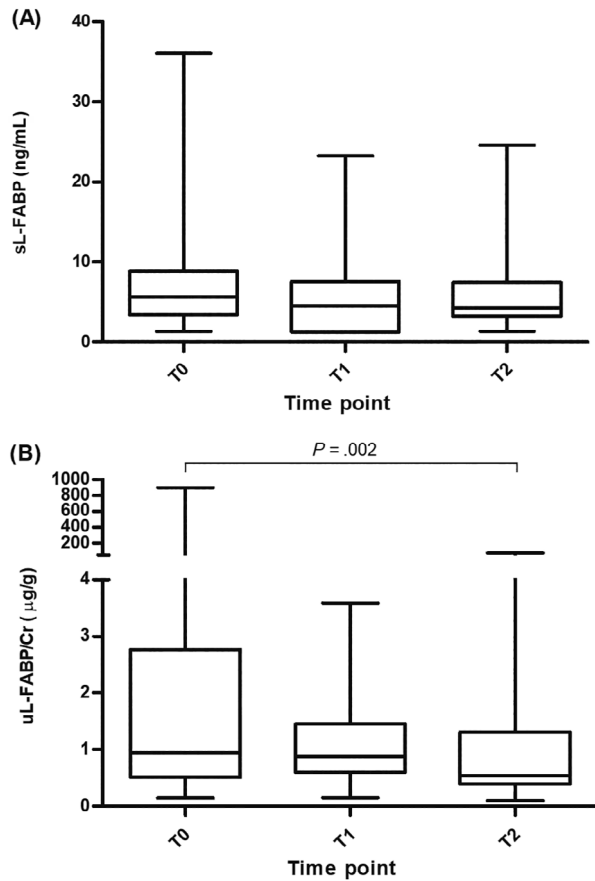 (A)
sL-FABP (ng/mL)
40
30
20
10
0
T0
T1
T2
Time point
(B)
P = .002
uL-FABP/Cr (μg/g)
1000
800
600
400
200
4
3
2
1
0
T0
T1
T2
Time point